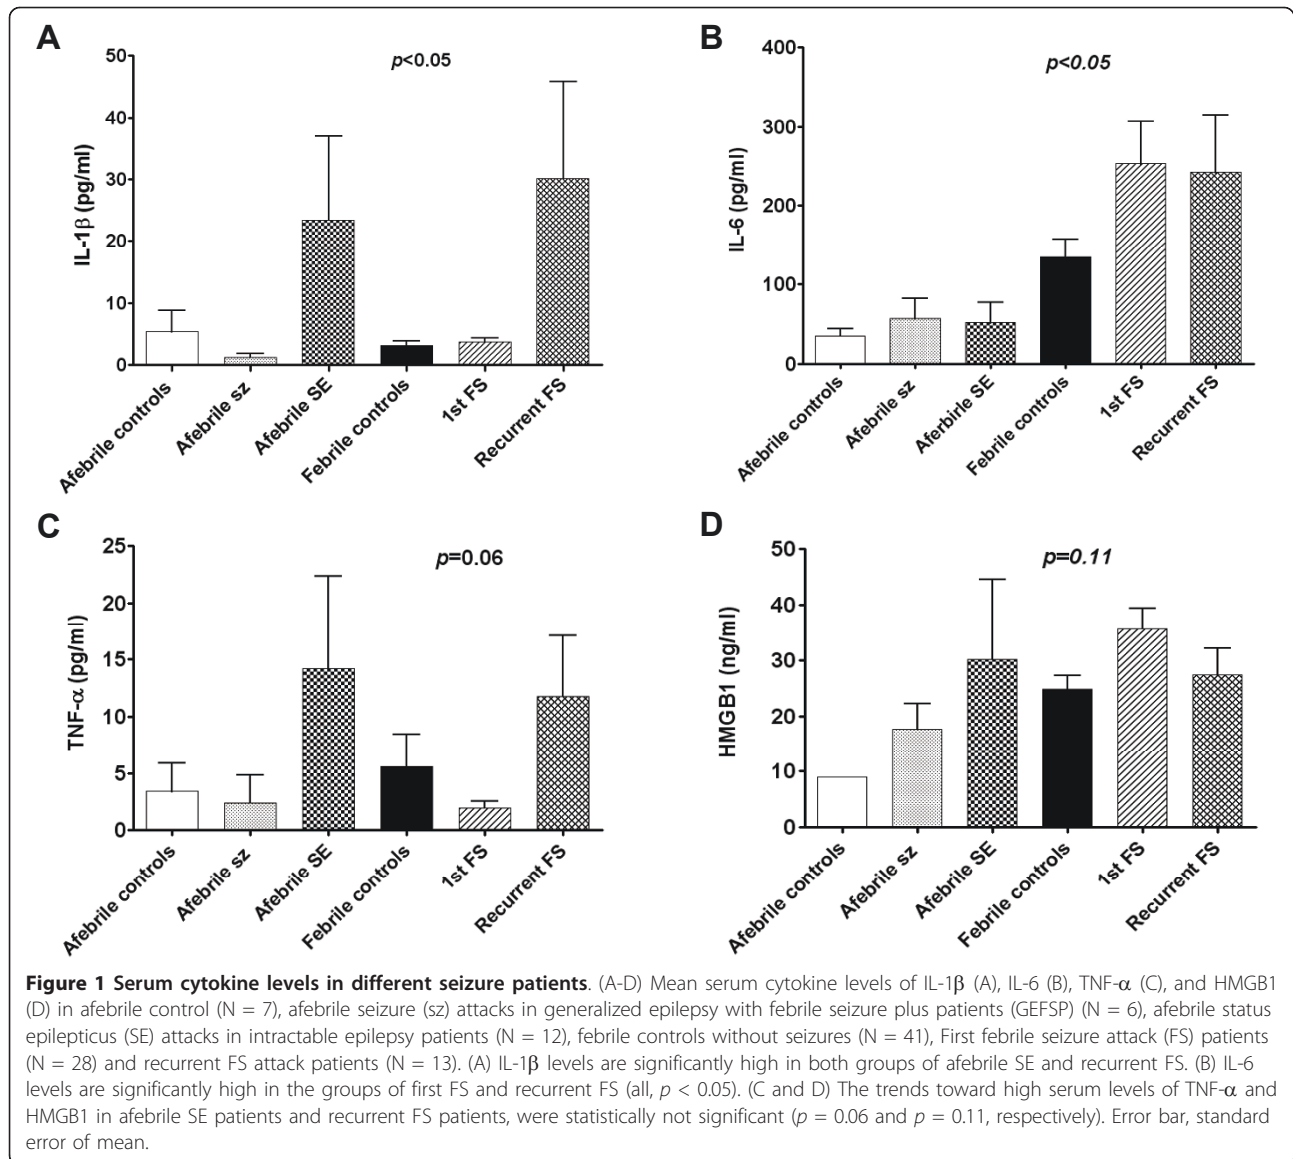 A
p<0.05
50
40
30
20
10
0
IL-1β (pg/ml)
Afebrile controls
Afebrile sz
Afebrile SE
Febrile controls
1st FS
Recurrent FS
B
p<0.05
400
300
200
100
0
IL-6 (pg/ml)
Afebrile controls
Afebrile sz
Aferbirle SE
Febrile controls
1st FS
Recurrent FS
C
p=0.06
25
20
15
10
5
0
TNF-α (pg/ml)
Afebrile controls
Afebrile sz
Afebrile SE
Febrile controls
1st FS
Recurrent FS
D
p=0.11
50
40
30
20
10
0
HMGB1 (ng/ml)
Afebrile controls
Afebrile sz
Afebrile SE
Febrile controls
1st FS
Recurrent FS
Figure 1 Serum cytokine levels in different seizure patients. (A-D) Mean serum cytokine levels of IL-1β (A), IL-6 (B), TNF-α (C), and HMGB1
(D) in afebrile control (N = 7), afebrile seizure (sz) attacks in generalized epilepsy with febrile seizure plus patients (GEFSP) (N = 6), afebrile status
epilepticus (SE) attacks in intractable epilepsy patients (N = 12), febrile controls without seizures (N = 41), First febrile seizure attack (FS) patients
(N = 28) and recurrent FS attack patients (N = 13). (A) IL-1β levels are significantly high in both groups of afebrile SE and recurrent FS. (B) IL-6
levels are significantly high in the groups of first FS and recurrent FS (all, p < 0.05). (C and D) The trends toward high serum levels of TNF-α and
HMGB1 in afebrile SE patients and recurrent FS patients, were statistically not significant (p = 0.06 and p = 0.11, respectively). Error bar, standard
error of mean.